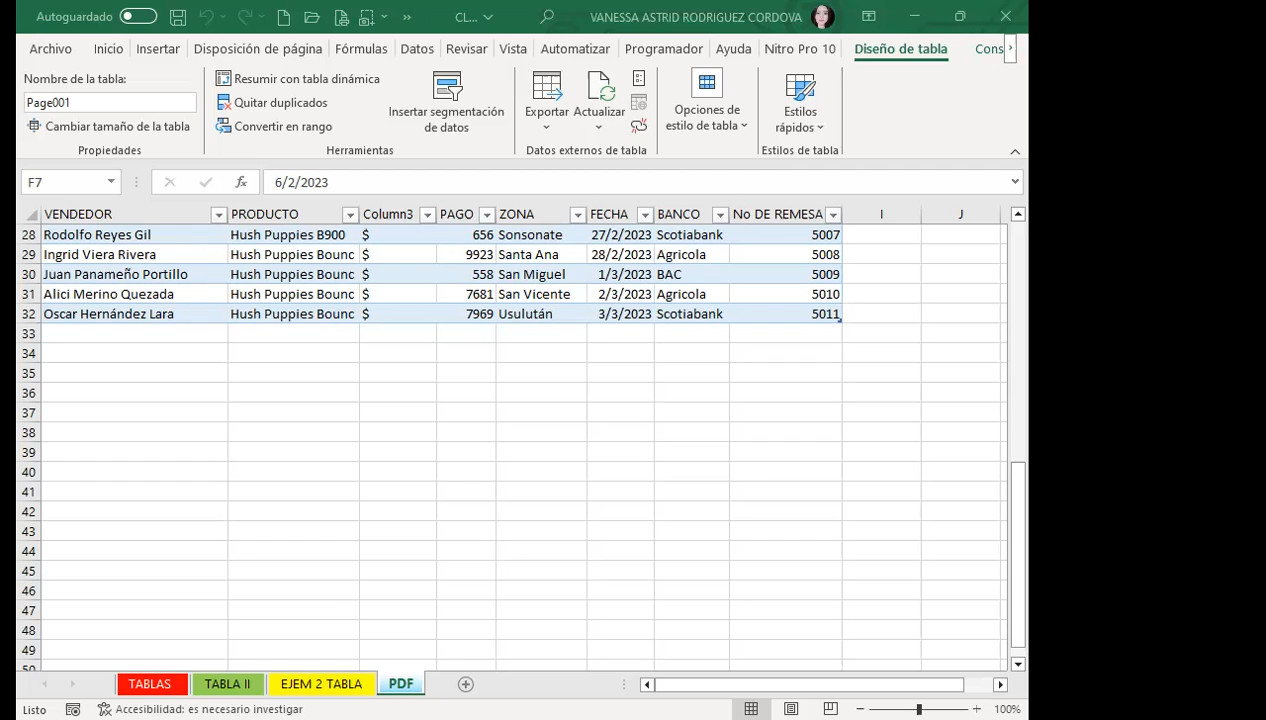 Autoguardado CL... VANESSA ASTRID RODRIGUEZ CORDOVA
Archivo Inicio Insertar Disposición de página Fórmulas Datos Revisar Vista Automatizar Programador Ayuda Nitro Pro 10 Diseño de tabla Cons
Nombre de la tabla:
Page001
Cambiar tamaño de la tabla
Propiedades
Resumir con tabla dinámica
Quitar duplicados
Convertir en rango
Insertar segmentación
de datos
Herramientas
Exportar Actualizar
Datos externos de tabla
Opciones de
estilo de tabla
Estilos
rápidos
Estilos de tabla
F7 fx 6/2/2023
VENDEDOR PRODUCTO Column3 PAGO ZONA FECHA BANCO No DE REMESA I J
28 Rodolfo Reyes Gil Hush Puppies B900 $ 656 Sonsonate 27/2/2023 Scotiabank 5007
29 Ingrid Viera Rivera Hush Puppies Bounc $ 9923 Santa Ana 28/2/2023 Agricola 5008
30 Juan Panameño Portillo Hush Puppies Bounc $ 558 San Miguel 1/3/2023 BAC 5009
31 Alici Merino Quezada Hush Puppies Bounc $ 7681 San Vicente 2/3/2023 Agricola 5010
32 Oscar Hernández Lara Hush Puppies Bounc $ 7969 Usulután 3/3/2023 Scotiabank 5011
33
34
35
36
37
38
39
40
41
42
43
44
45
46
47
48
49
50
TABLAS TABLA II EJEM 2 TABLA PDF
Listo Accesibilidad: es necesario investigar 100%